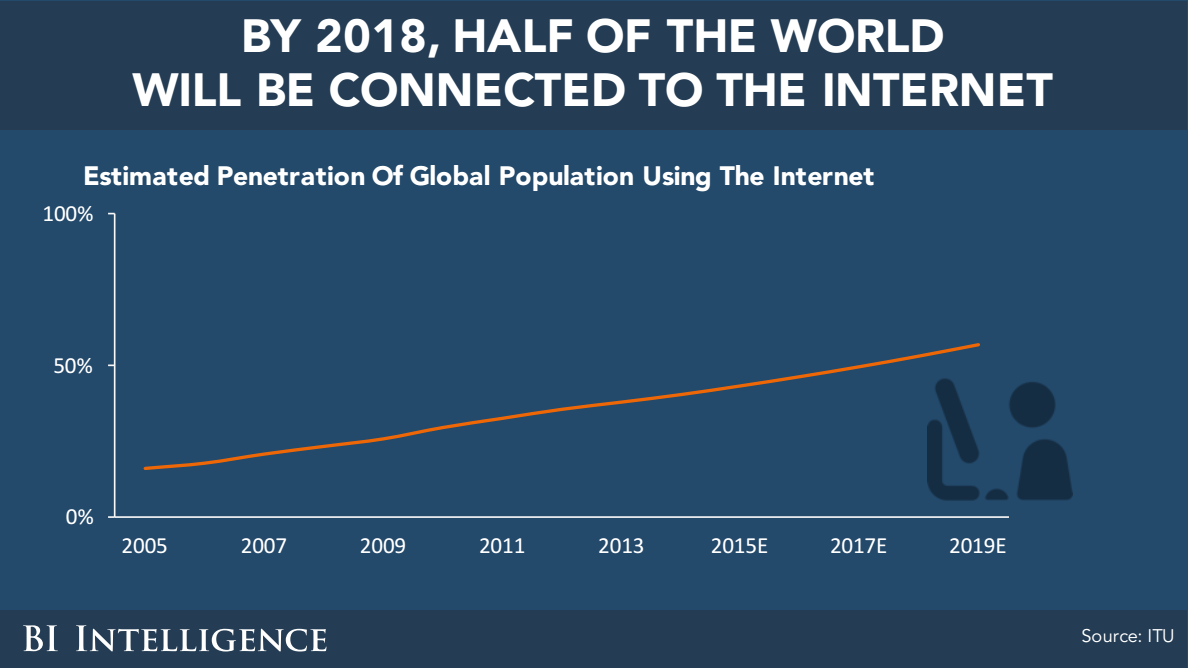 BY 2018, HALF OF THE WORLD
WILL BE CONNECTED TO THE INTERNET
Estimated Penetration Of Global Population Using The Internet
100%
50%
0%
2005 2007 2009 2011 2013 2015E 2017E 2019E
BI INTELLIGENCE
Source: ITU